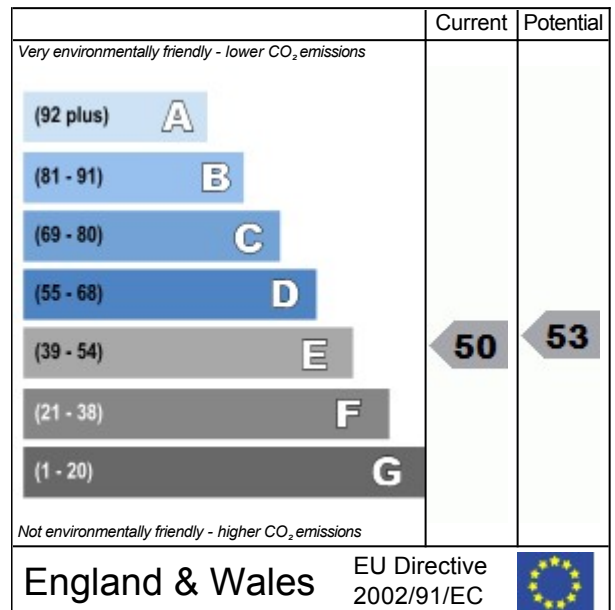 Current Potential
Very environmentally friendly - lower CO₂ emissions
(92 plus) A
(81 - 91) B
(69 - 80) C
(55 - 68) D
(39 - 54) E
50
53
(21 - 38) F
(1 - 20) G
Not environmentally friendly - higher CO₂ emissions
England & Wales
EU Directive
2002/91/EC